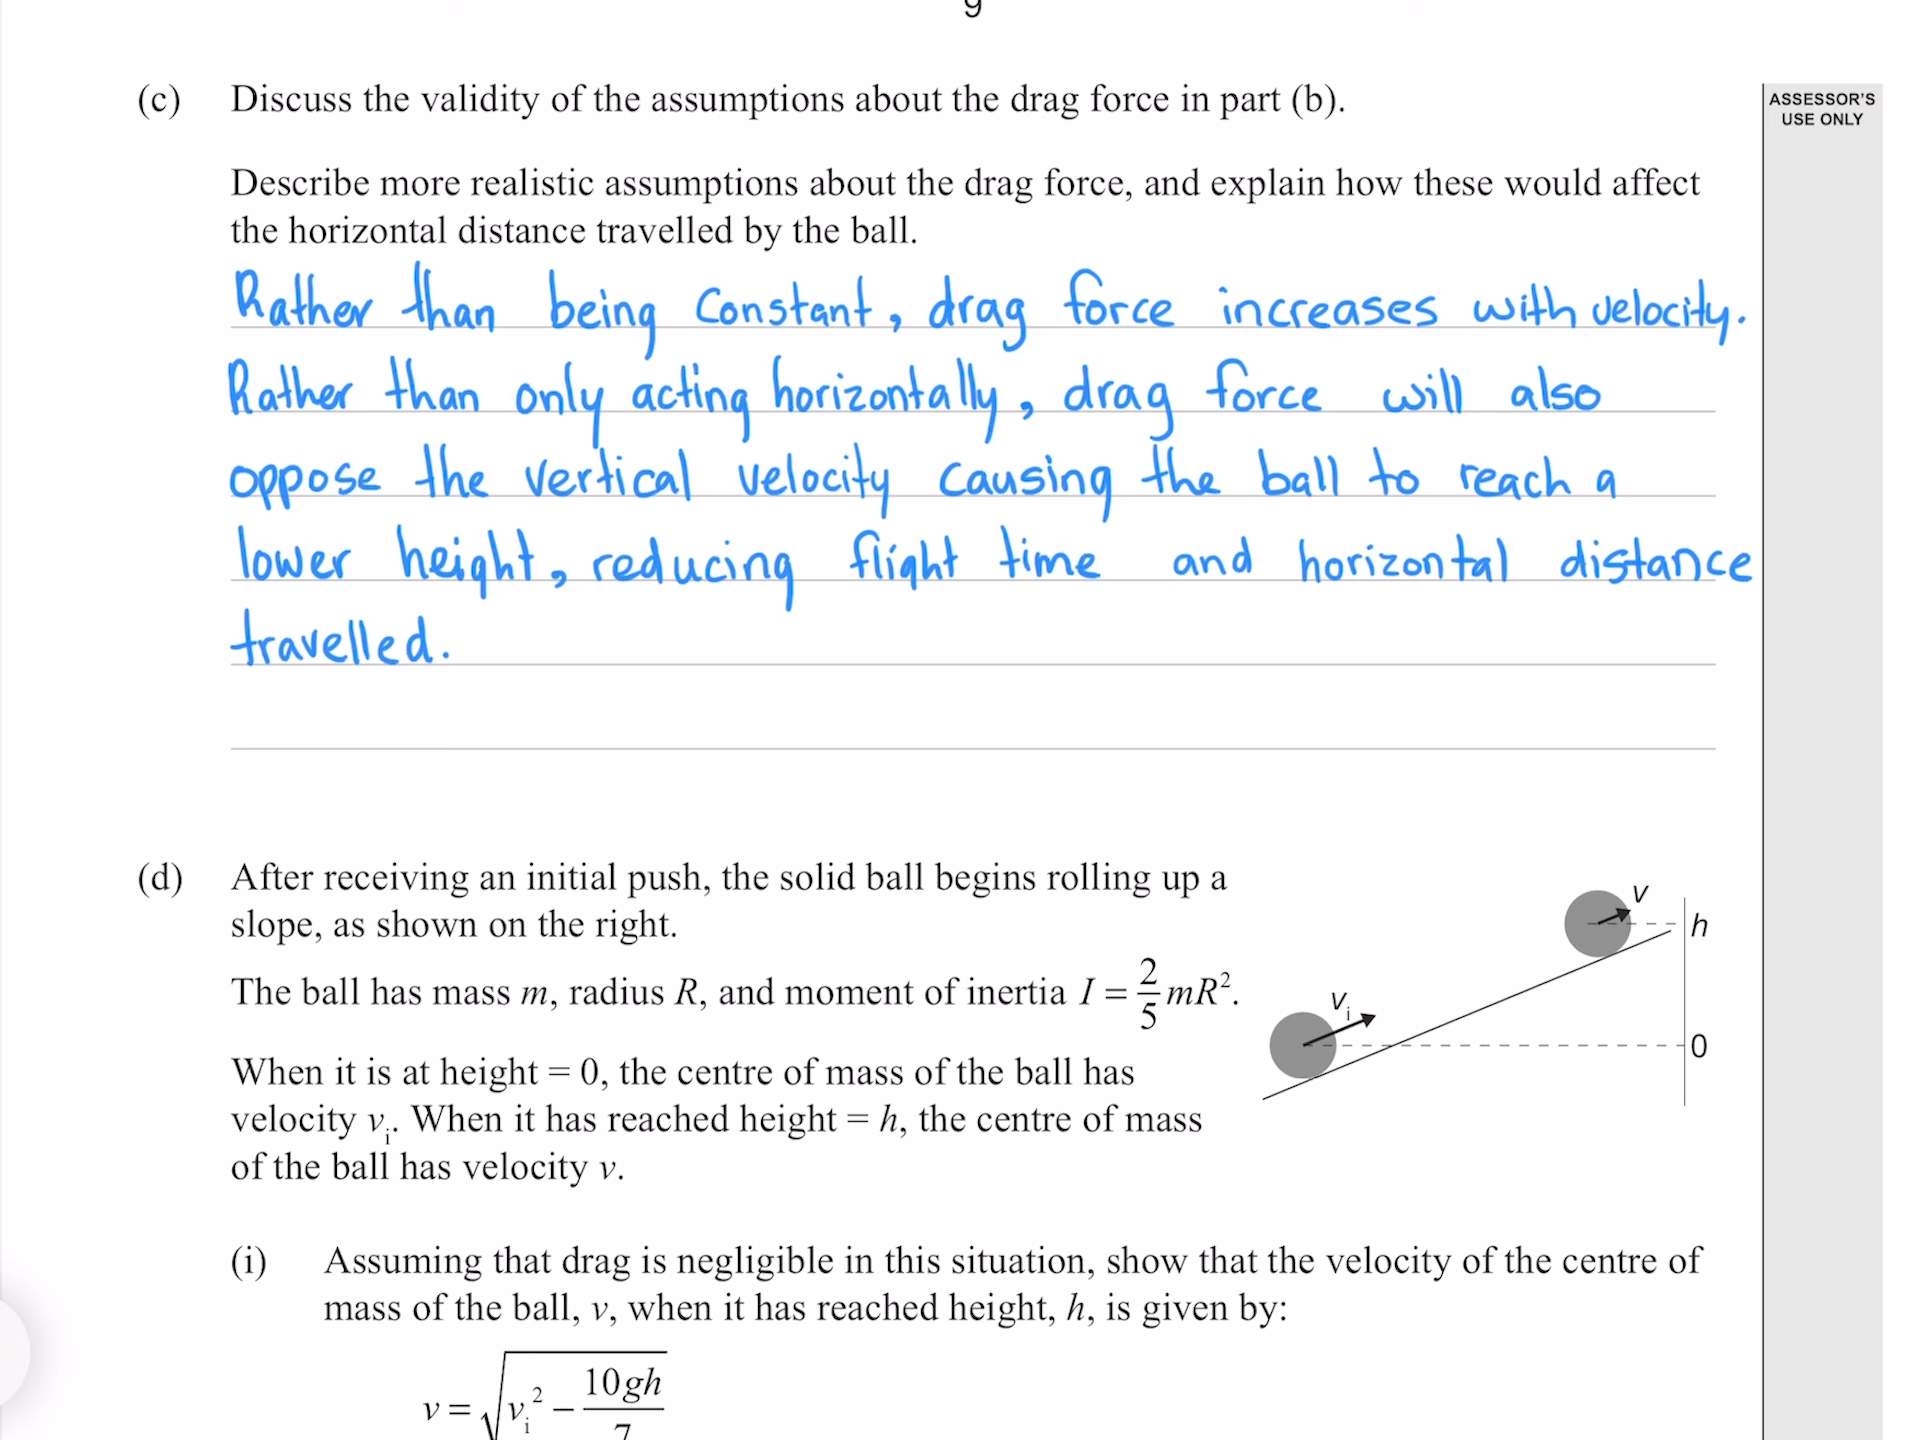 9
(c) Discuss the validity of the assumptions about the drag force in part (b).
ASSESSOR'S
USE ONLY
Describe more realistic assumptions about the drag force, and explain how these would affect
the horizontal distance travelled by the ball.
Rather than being constant, drag force increases with velocity.
Rather than only acting horizontally, drag force will also
oppose the vertical velocity causing the ball to reach a
lower height, reducing flight time and horizontal distance
travelled.
(d) After receiving an initial push, the solid ball begins rolling up a
slope, as shown on the right.
The ball has mass m, radius R, and moment of inertia I = 2/5 mR².
When it is at height = 0, the centre of mass of the ball has
velocity vᵢ. When it has reached height = h, the centre of mass
of the ball has velocity v.
v
h
vᵢ
0
(i) Assuming that drag is negligible in this situation, show that the velocity of the centre of
mass of the ball, v, when it has reached height, h, is given by:
v = √(vᵢ² − 10gh/7)